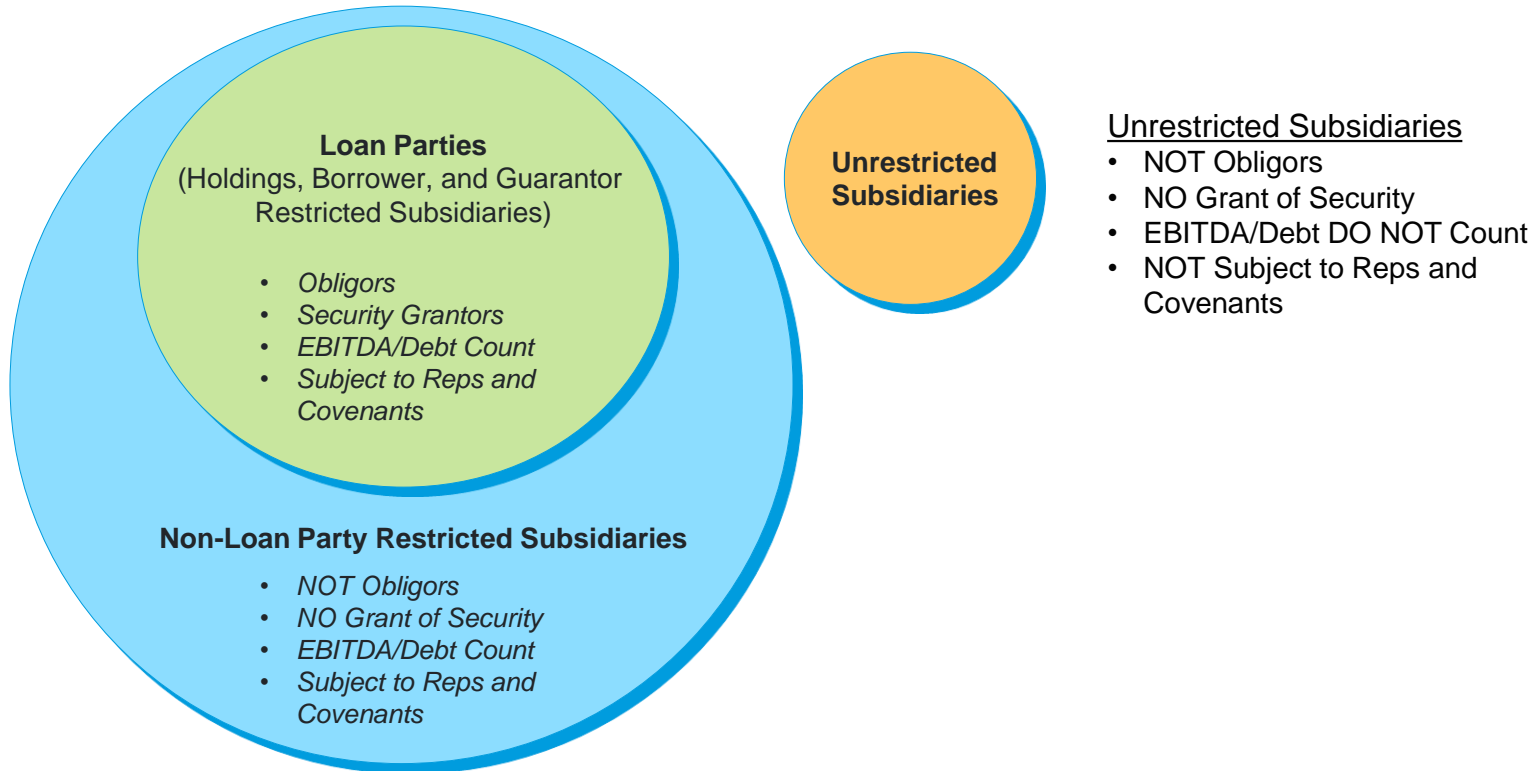 Loan Parties
(Holdings, Borrower, and Guarantor
Restricted Subsidiaries)
• Obligors
• Security Grantors
• EBITDA/Debt Count
• Subject to Reps and
Covenants
Non-Loan Party Restricted Subsidiaries
• NOT Obligors
• NO Grant of Security
• EBITDA/Debt Count
• Subject to Reps and
Covenants
Unrestricted
Subsidiaries
Unrestricted Subsidiaries
• NOT Obligors
• NO Grant of Security
• EBITDA/Debt DO NOT Count
• NOT Subject to Reps and
Covenants